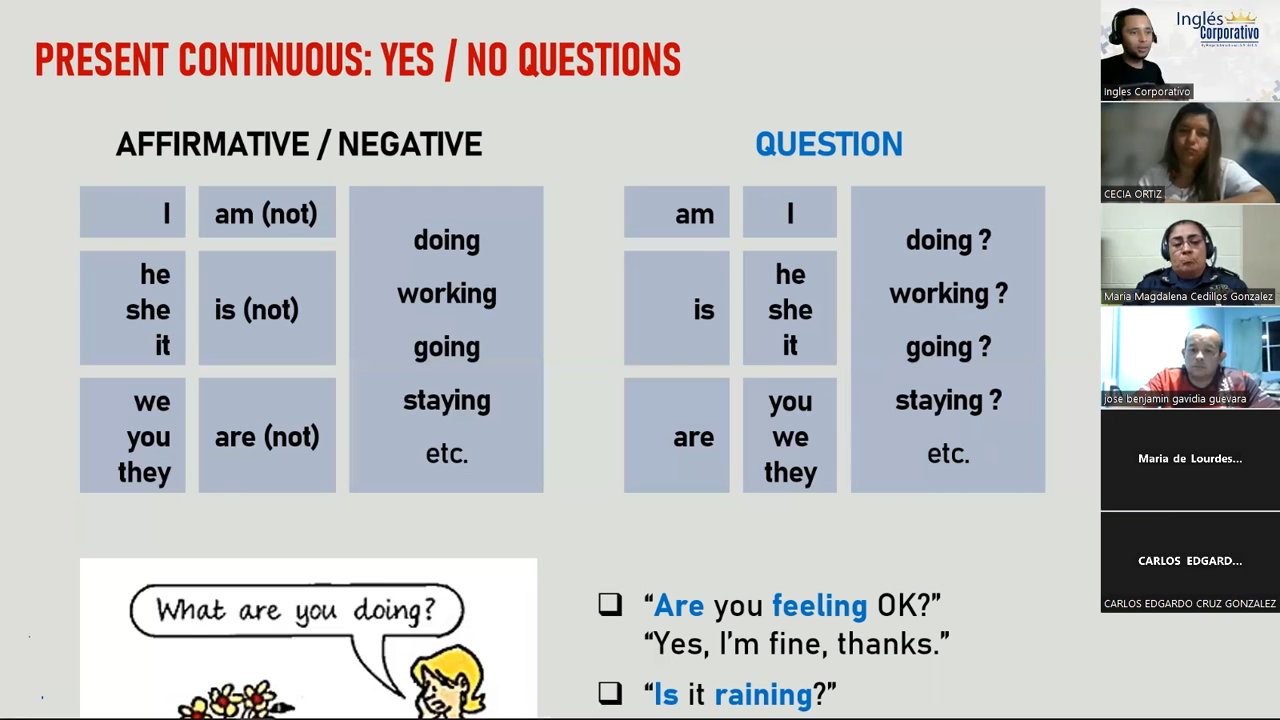 PRESENT CONTINUOUS: YES / NO QUESTIONS
AFFIRMATIVE / NEGATIVE
I
am (not)
he
she
it
is (not)
we
you
they
are (not)
doing
working
going
staying
etc.
QUESTION
am
I
is
he
she
it
are
you
we
they
doing ?
working ?
going ?
staying ?
etc.
What are you doing?
❑ “Are you feeling OK?”
“Yes, I’m fine, thanks.”
❑ “Is it raining?”
Inglés
Corporativo
Ingles Corporativo
CECIA ORTIZ
Maria Magdalena Cedillos Gonzalez
jose benjamin gavidia guevara
Maria de Lourdes...
CARLOS EDGARD...
CARLOS EDGARDO CRUZ GONZALEZ